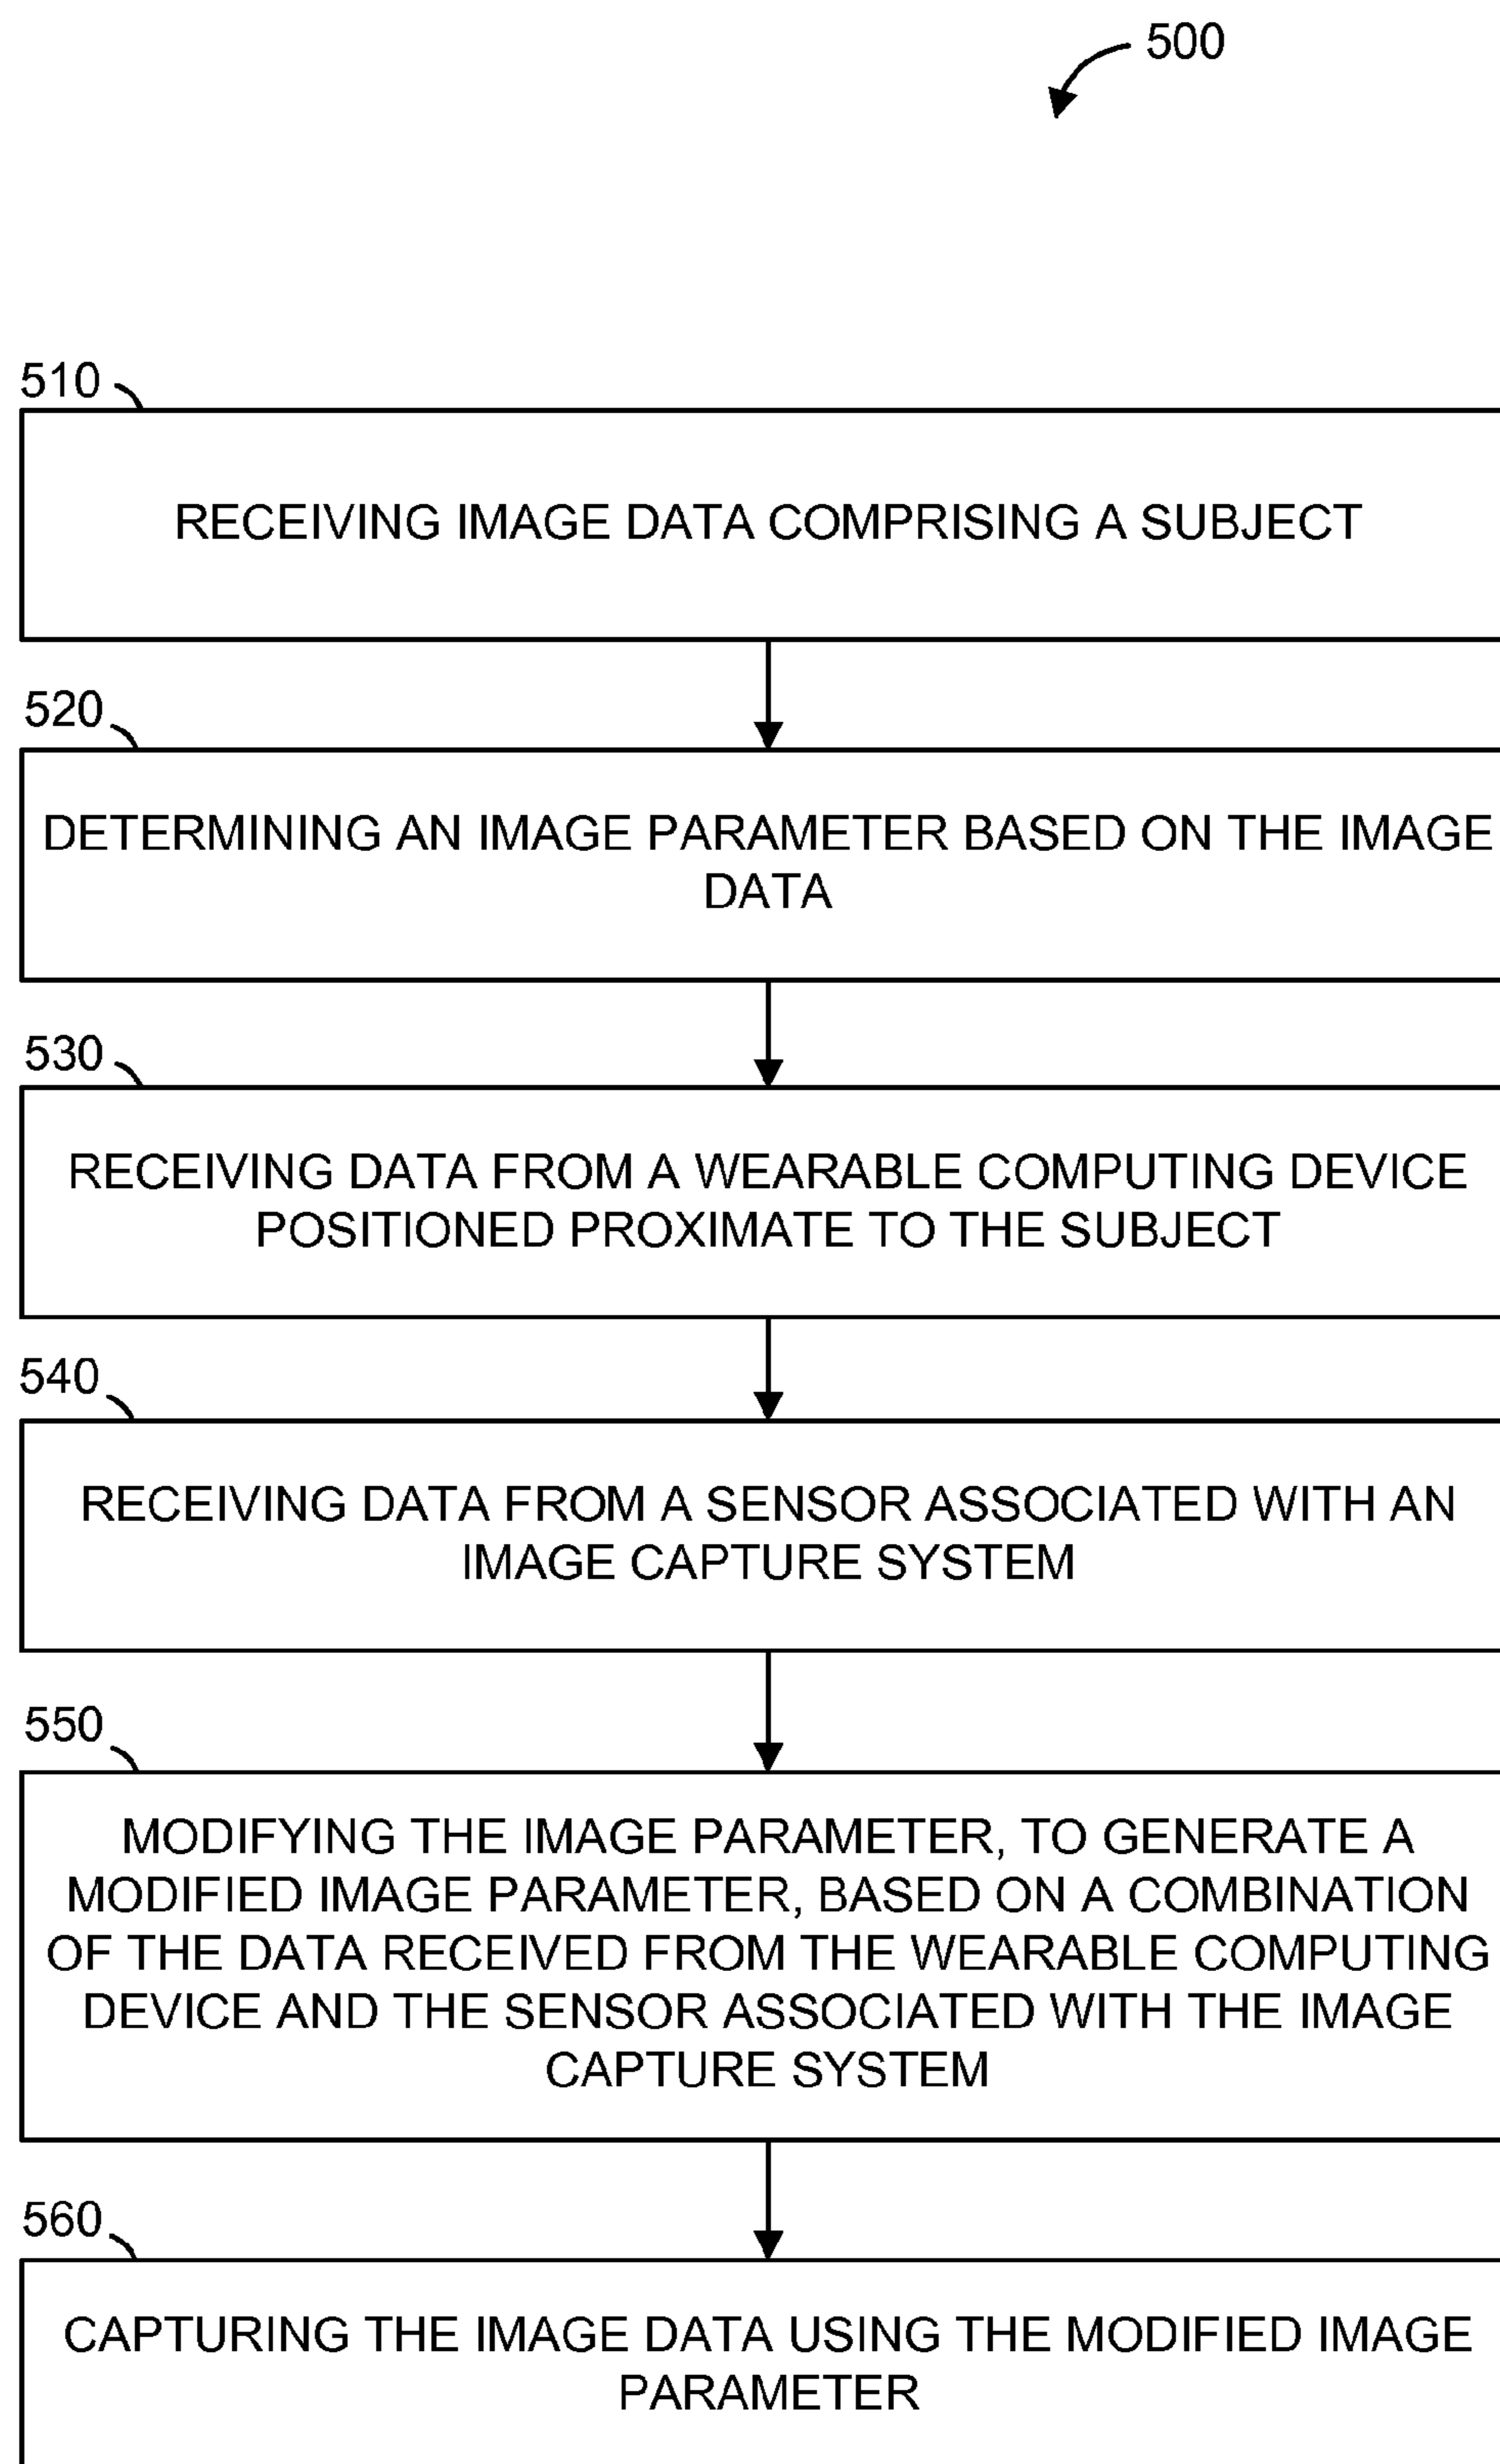 500
510
RECEIVING IMAGE DATA COMPRISING A SUBJECT
520
DETERMINING AN IMAGE PARAMETER BASED ON THE IMAGE
DATA
530
RECEIVING DATA FROM A WEARABLE COMPUTING DEVICE
POSITIONED PROXIMATE TO THE SUBJECT
540
RECEIVING DATA FROM A SENSOR ASSOCIATED WITH AN
IMAGE CAPTURE SYSTEM
550
MODIFYING THE IMAGE PARAMETER, TO GENERATE A
MODIFIED IMAGE PARAMETER, BASED ON A COMBINATION
OF THE DATA RECEIVED FROM THE WEARABLE COMPUTING
DEVICE AND THE SENSOR ASSOCIATED WITH THE IMAGE
CAPTURE SYSTEM
560
CAPTURING THE IMAGE DATA USING THE MODIFIED IMAGE
PARAMETER